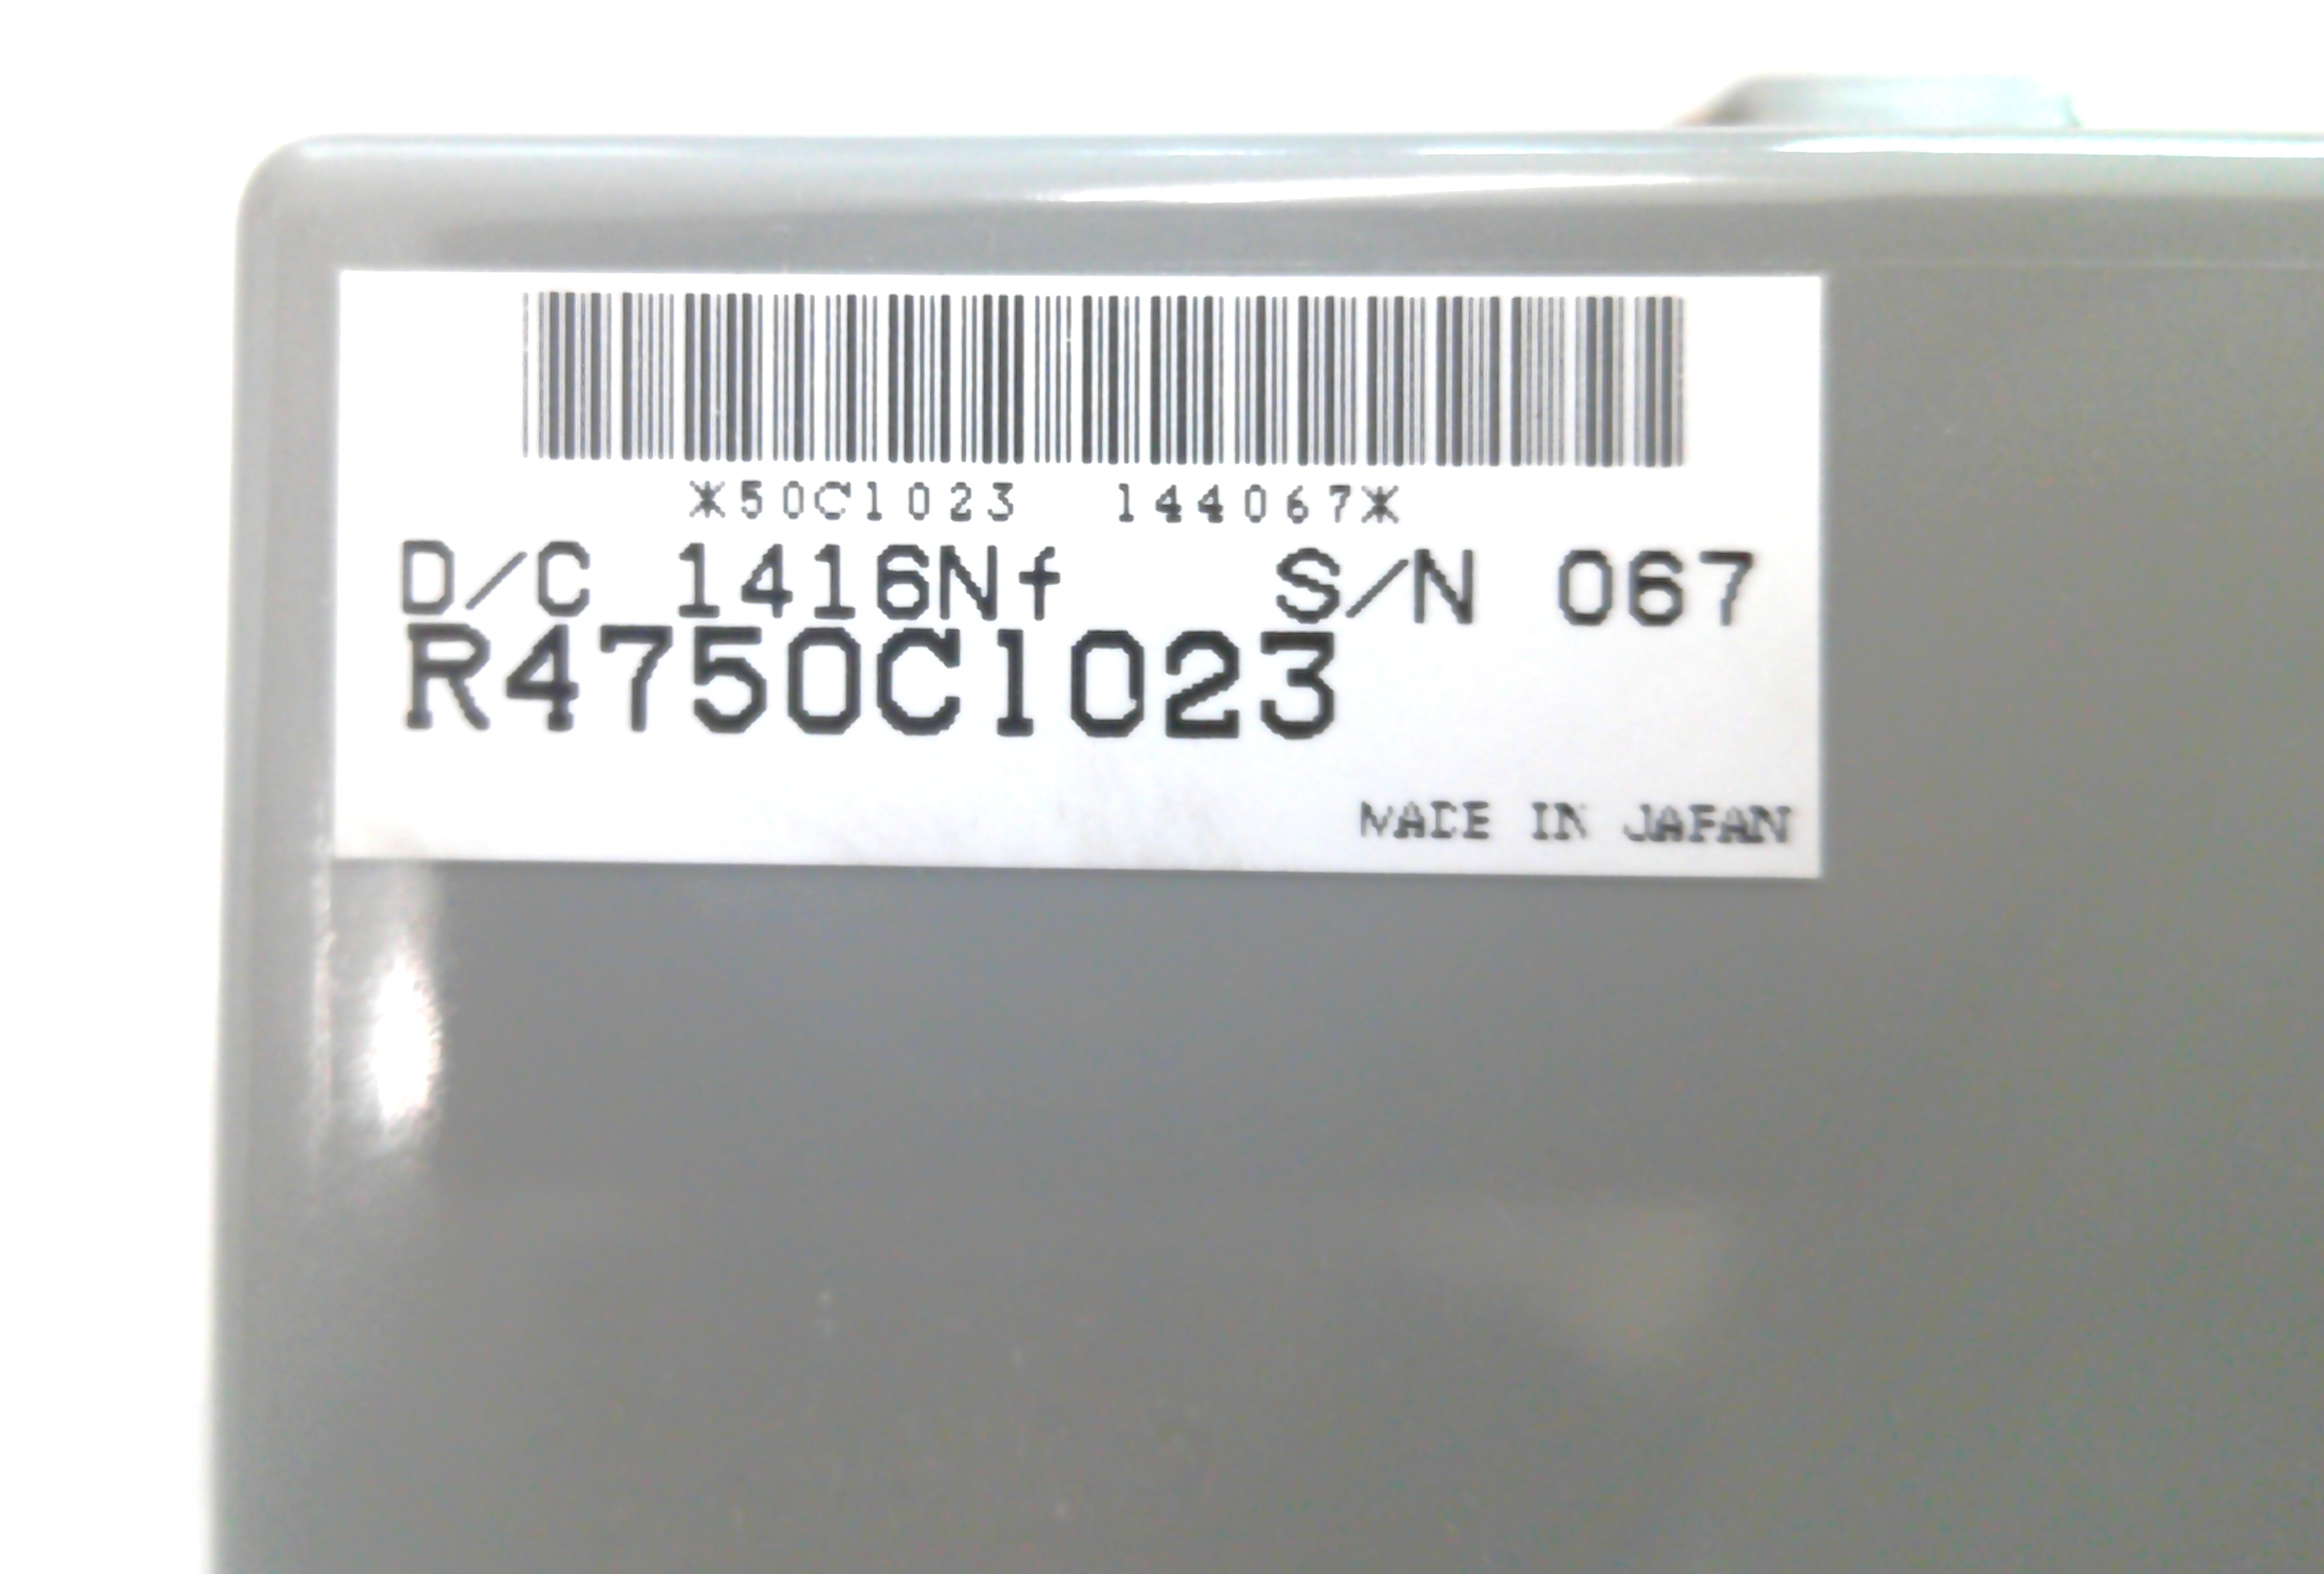 *50C1023 144067*
D/C 1416Nf S/N 067
R4750C1023
MADE IN JAPAN